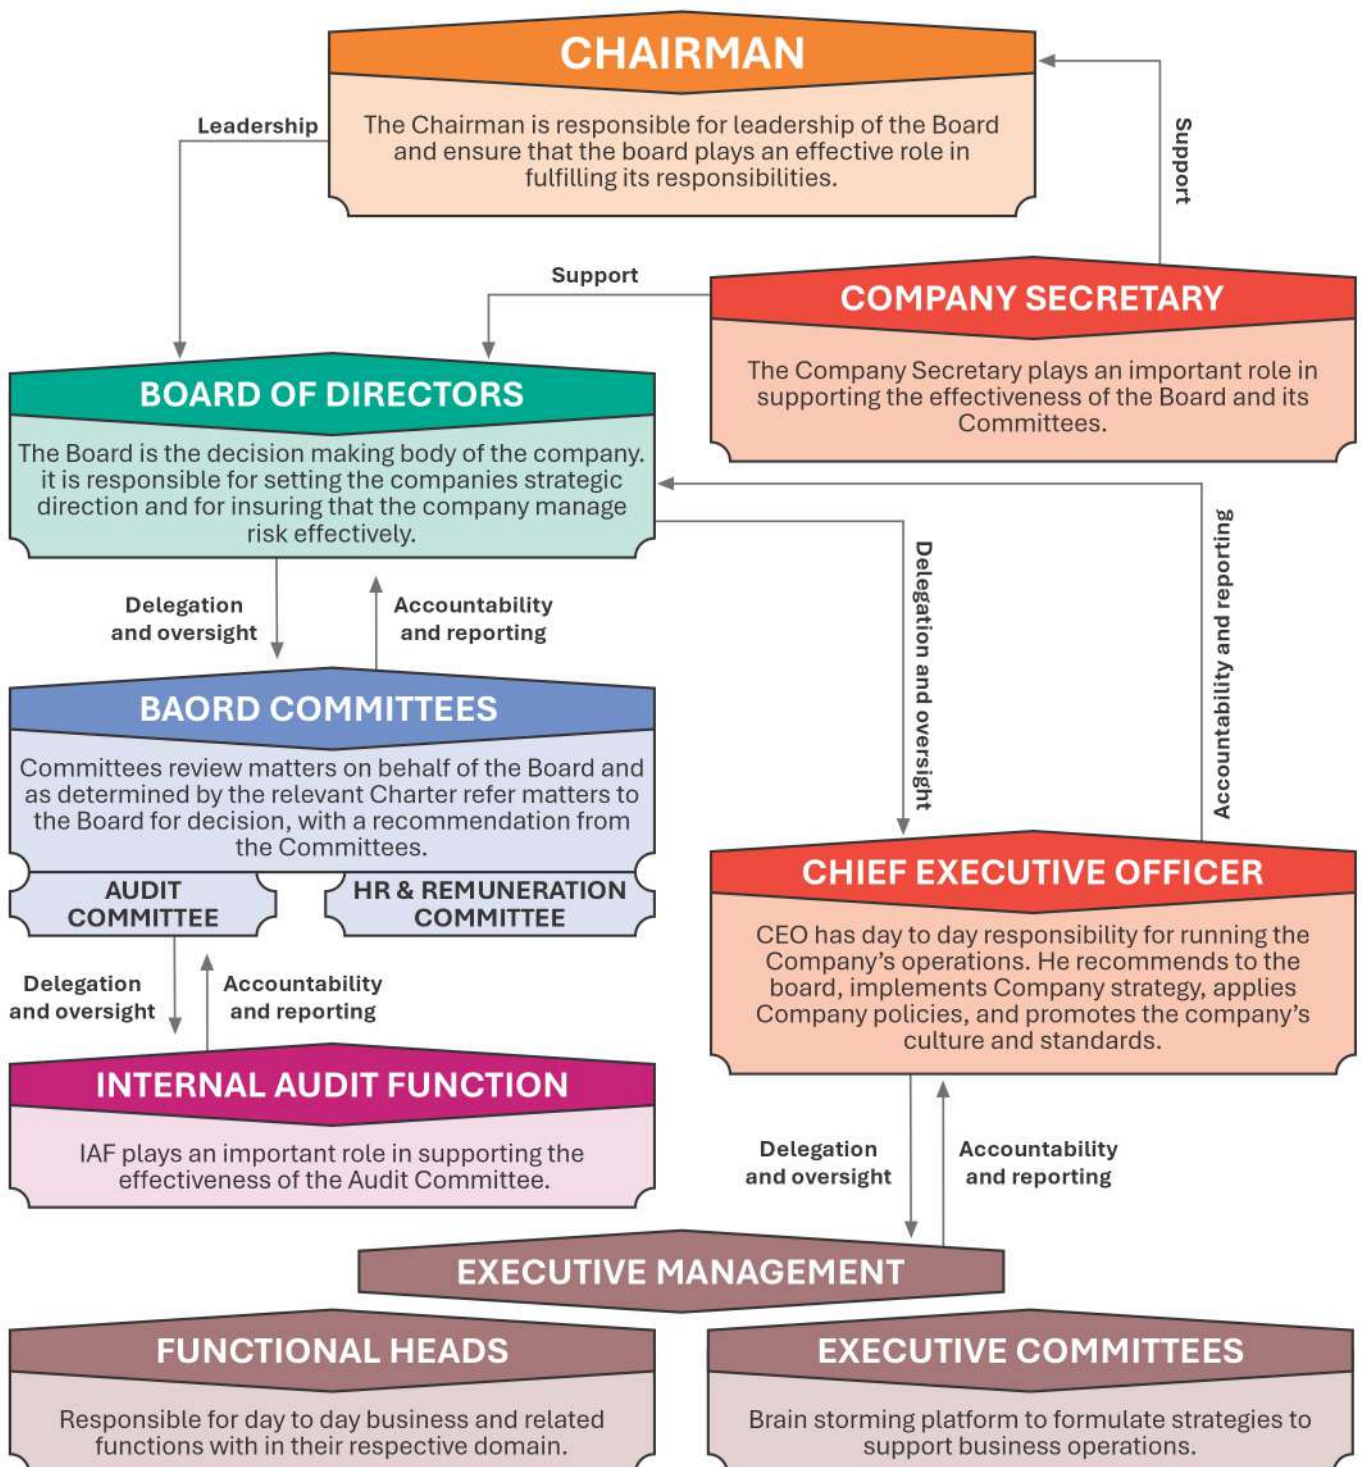 CHAIRMAN
Leadership
The Chairman is responsible for leadership of the Board
and ensure that the board plays an effective role in
fulfilling its responsibilities.
Support
Support
COMPANY SECRETARY
The Company Secretary plays an important role in
supporting the effectiveness of the Board and its
Committees.
BOARD OF DIRECTORS
The Board is the decision making body of the company.
it is responsible for setting the companies strategic
direction and for insuring that the company manage
risk effectively.
Delegation
and oversight
Accountability
and reporting
Delegation and oversight
Accountability and reporting
BAORD COMMITTEES
Committees review matters on behalf of the Board and
as determined by the relevant Charter refer matters to
the Board for decision, with a recommendation from
the Committees.
AUDIT
COMMITTEE
HR & REMUNERATION
COMMITTEE
CHIEF EXECUTIVE OFFICER
CEO has day to day responsibility for running the
Company’s operations. He recommends to the
board, implements Company strategy, applies
Company policies, and promotes the company’s
culture and standards.
Delegation
and oversight
Accountability
and reporting
INTERNAL AUDIT FUNCTION
IAF plays an important role in supporting the
effectiveness of the Audit Committee.
Delegation
and oversight
Accountability
and reporting
EXECUTIVE MANAGEMENT
FUNCTIONAL HEADS
Responsible for day to day business and related
functions with in their respective domain.
EXECUTIVE COMMITTEES
Brain storming platform to formulate strategies to
support business operations.